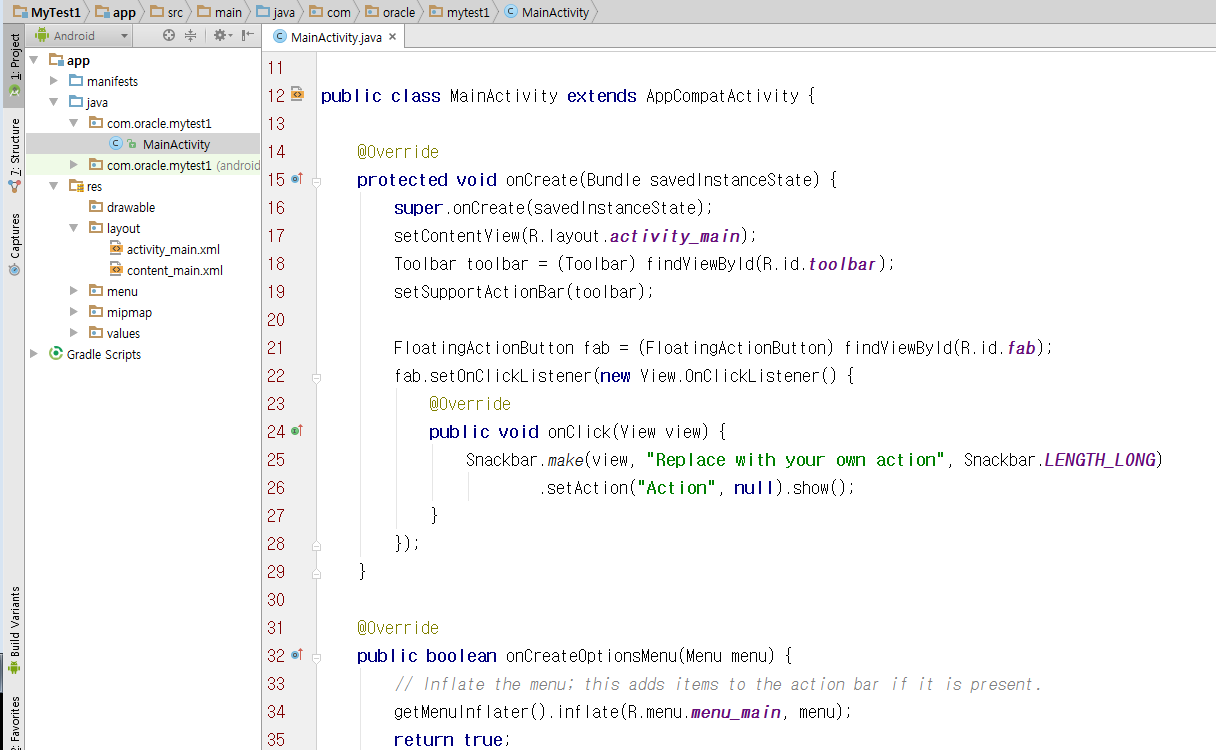 MyTest1 app src main java com oracle mytest1 MainActivity
1: Project
7: Structure
Captures
Build Variants
Favorites
Android
app
manifests
java
com.oracle.mytest1
MainActivity
com.oracle.mytest1 (android
res
drawable
layout
activity_main.xml
content_main.xml
menu
mipmap
values
Gradle Scripts
MainActivity.java
11
12 public class MainActivity extends AppCompatActivity {
13
14 @Override
15 protected void onCreate(Bundle savedInstanceState) {
16 super.onCreate(savedInstanceState);
17 setContentView(R.layout.activity_main);
18 Toolbar toolbar = (Toolbar) findViewById(R.id.toolbar);
19 setSupportActionBar(toolbar);
20
21 FloatingActionButton fab = (FloatingActionButton) findViewById(R.id.fab);
22 fab.setOnClickListener(new View.OnClickListener() {
23 @Override
24 public void onClick(View view) {
25 Snackbar.make(view, "Replace with your own action", Snackbar.LENGTH_LONG)
26 .setAction("Action", null).show();
27 }
28 });
29 }
30
31 @Override
32 public boolean onCreateOptionsMenu(Menu menu) {
33 // Inflate the menu; this adds items to the action bar if it is present.
34 getMenuInflater().inflate(R.menu.menu_main, menu);
35 return true;